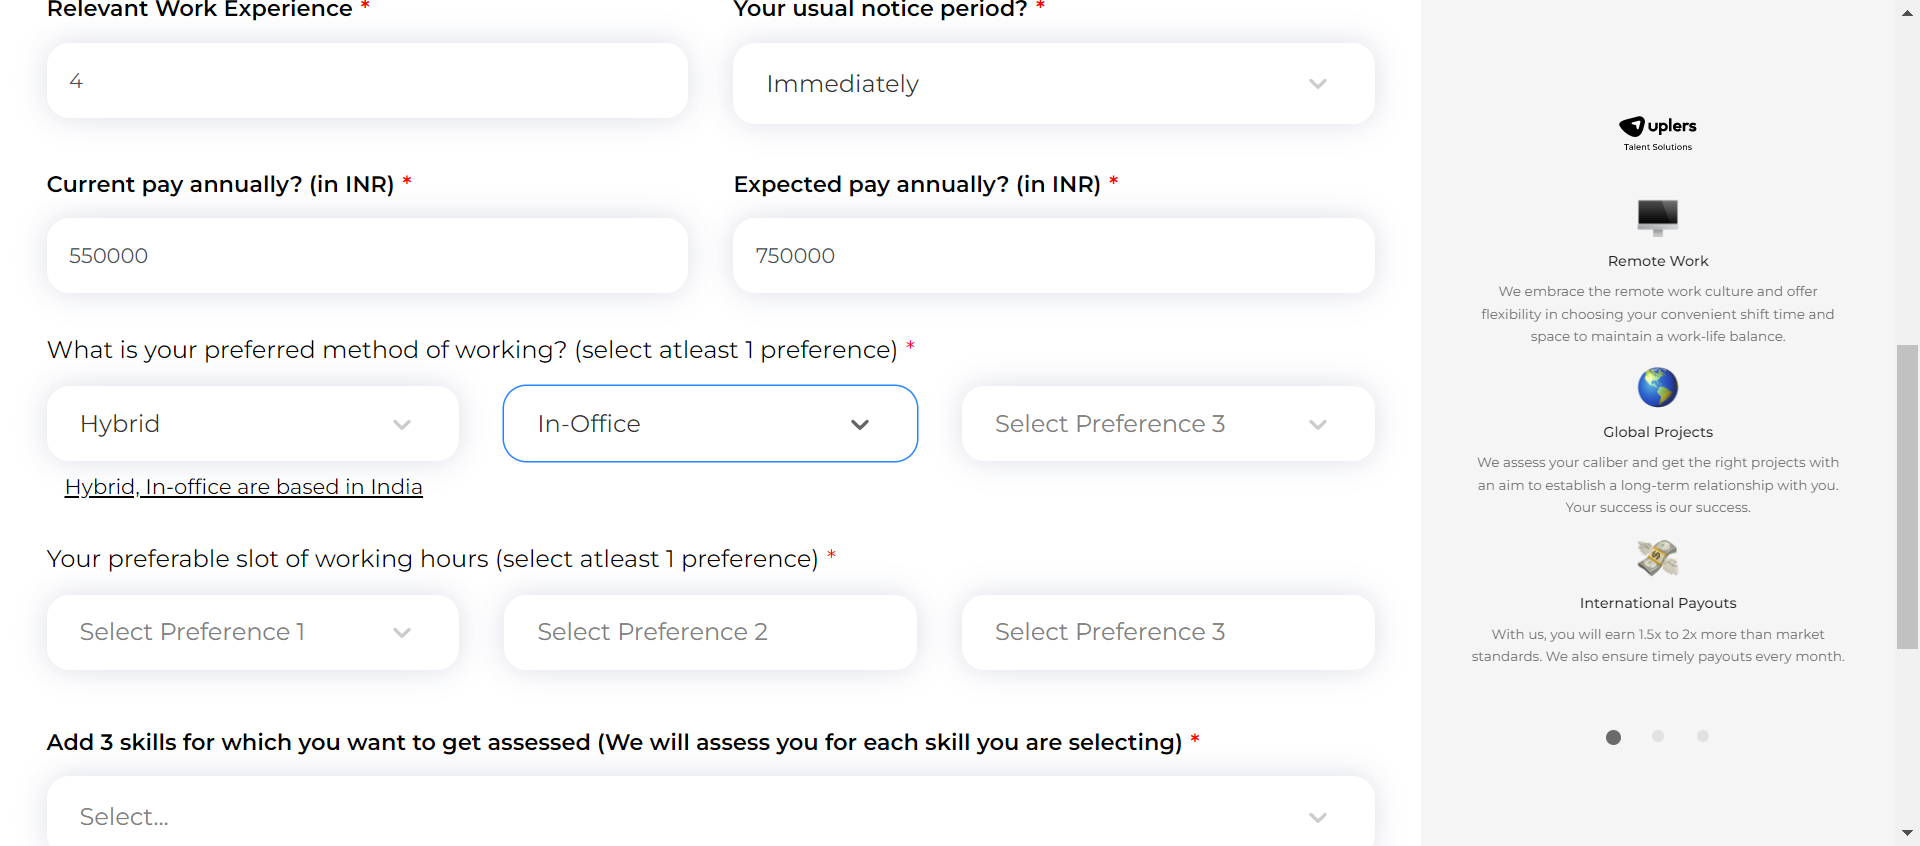 Relevant Work Experience *
Your usual notice period? *
4
Immediately
Current pay annually? (in INR) *
Expected pay annually? (in INR) *
550000
750000
What is your preferred method of working? (select atleast 1 preference) *
Hybrid
In-Office
Select Preference 3
Hybrid, In-office are based in India
Your preferable slot of working hours (select atleast 1 preference) *
Select Preference 1
Select Preference 2
Select Preference 3
Add 3 skills for which you want to get assessed (We will assess you for each skill you are selecting) *
Select...
uplers
Talent Solutions
Remote Work
We embrace the remote work culture and offer
flexibility in choosing your convenient shift time and
space to maintain a work-life balance.
Global Projects
We assess your caliber and get the right projects with
an aim to establish a long-term relationship with you.
Your success is our success.
International Payouts
With us, you will earn 1.5x to 2x more than market
standards. We also ensure timely payouts every month.